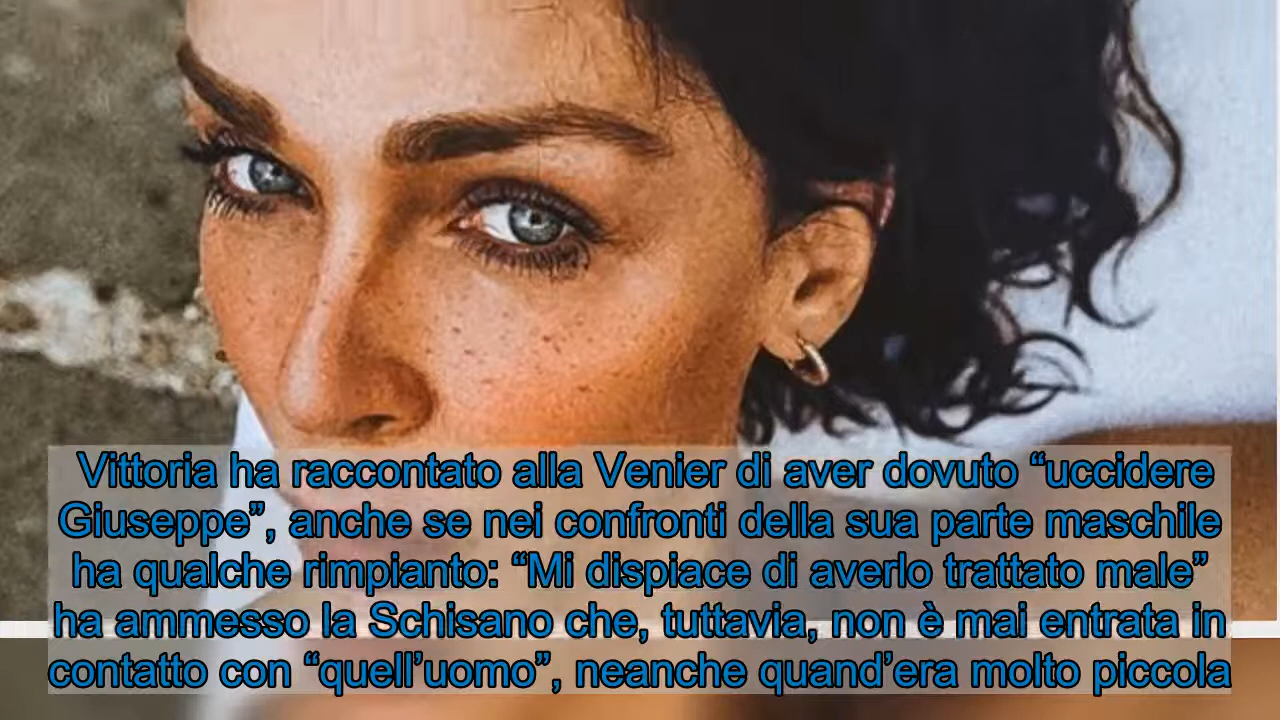 Vittoria ha raccontato alla Venier di aver dovuto “uccidere
Giuseppe”, anche se nei confronti della sua parte maschile
ha qualche rimpianto: “Mi dispiace di averlo trattato male”
ha ammesso la Schisano che, tuttavia, non è mai entrata in
contatto con “quell’uomo”, neanche quand’era molto piccola